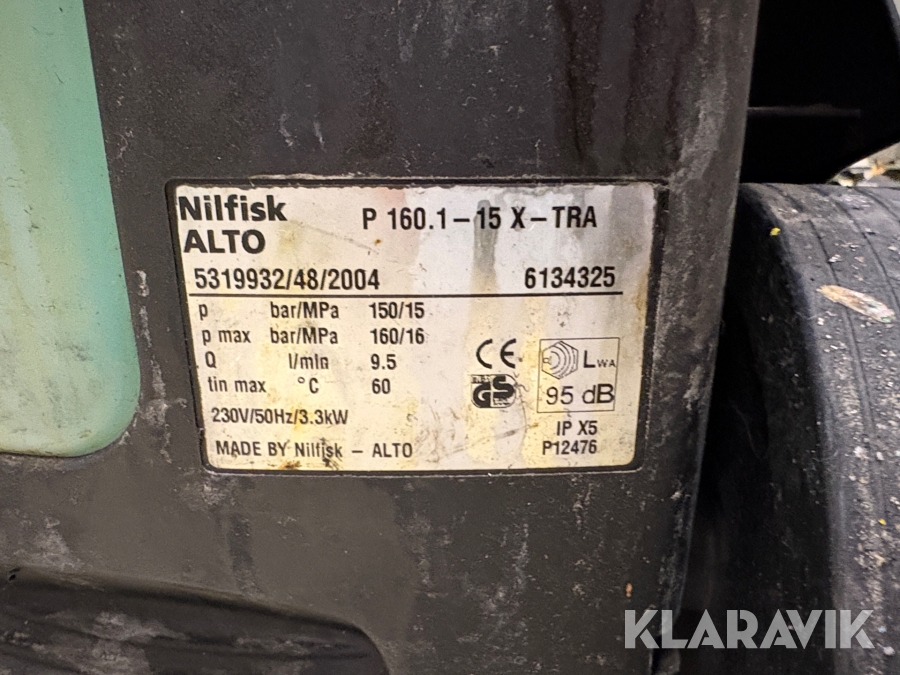 Nilfisk
ALTO
P 160.1-15 X-TRA
5319932/48/2004 6134325
p bar/MPa 150/15
p max bar/MPa 160/16
Q l/min 9.5
tin max °C 60
230V/50Hz/3.3kW
MADE BY Nilfisk - ALTO
CE
GS
LWA
95 dB
IP X5
P12476
KLARAVIK